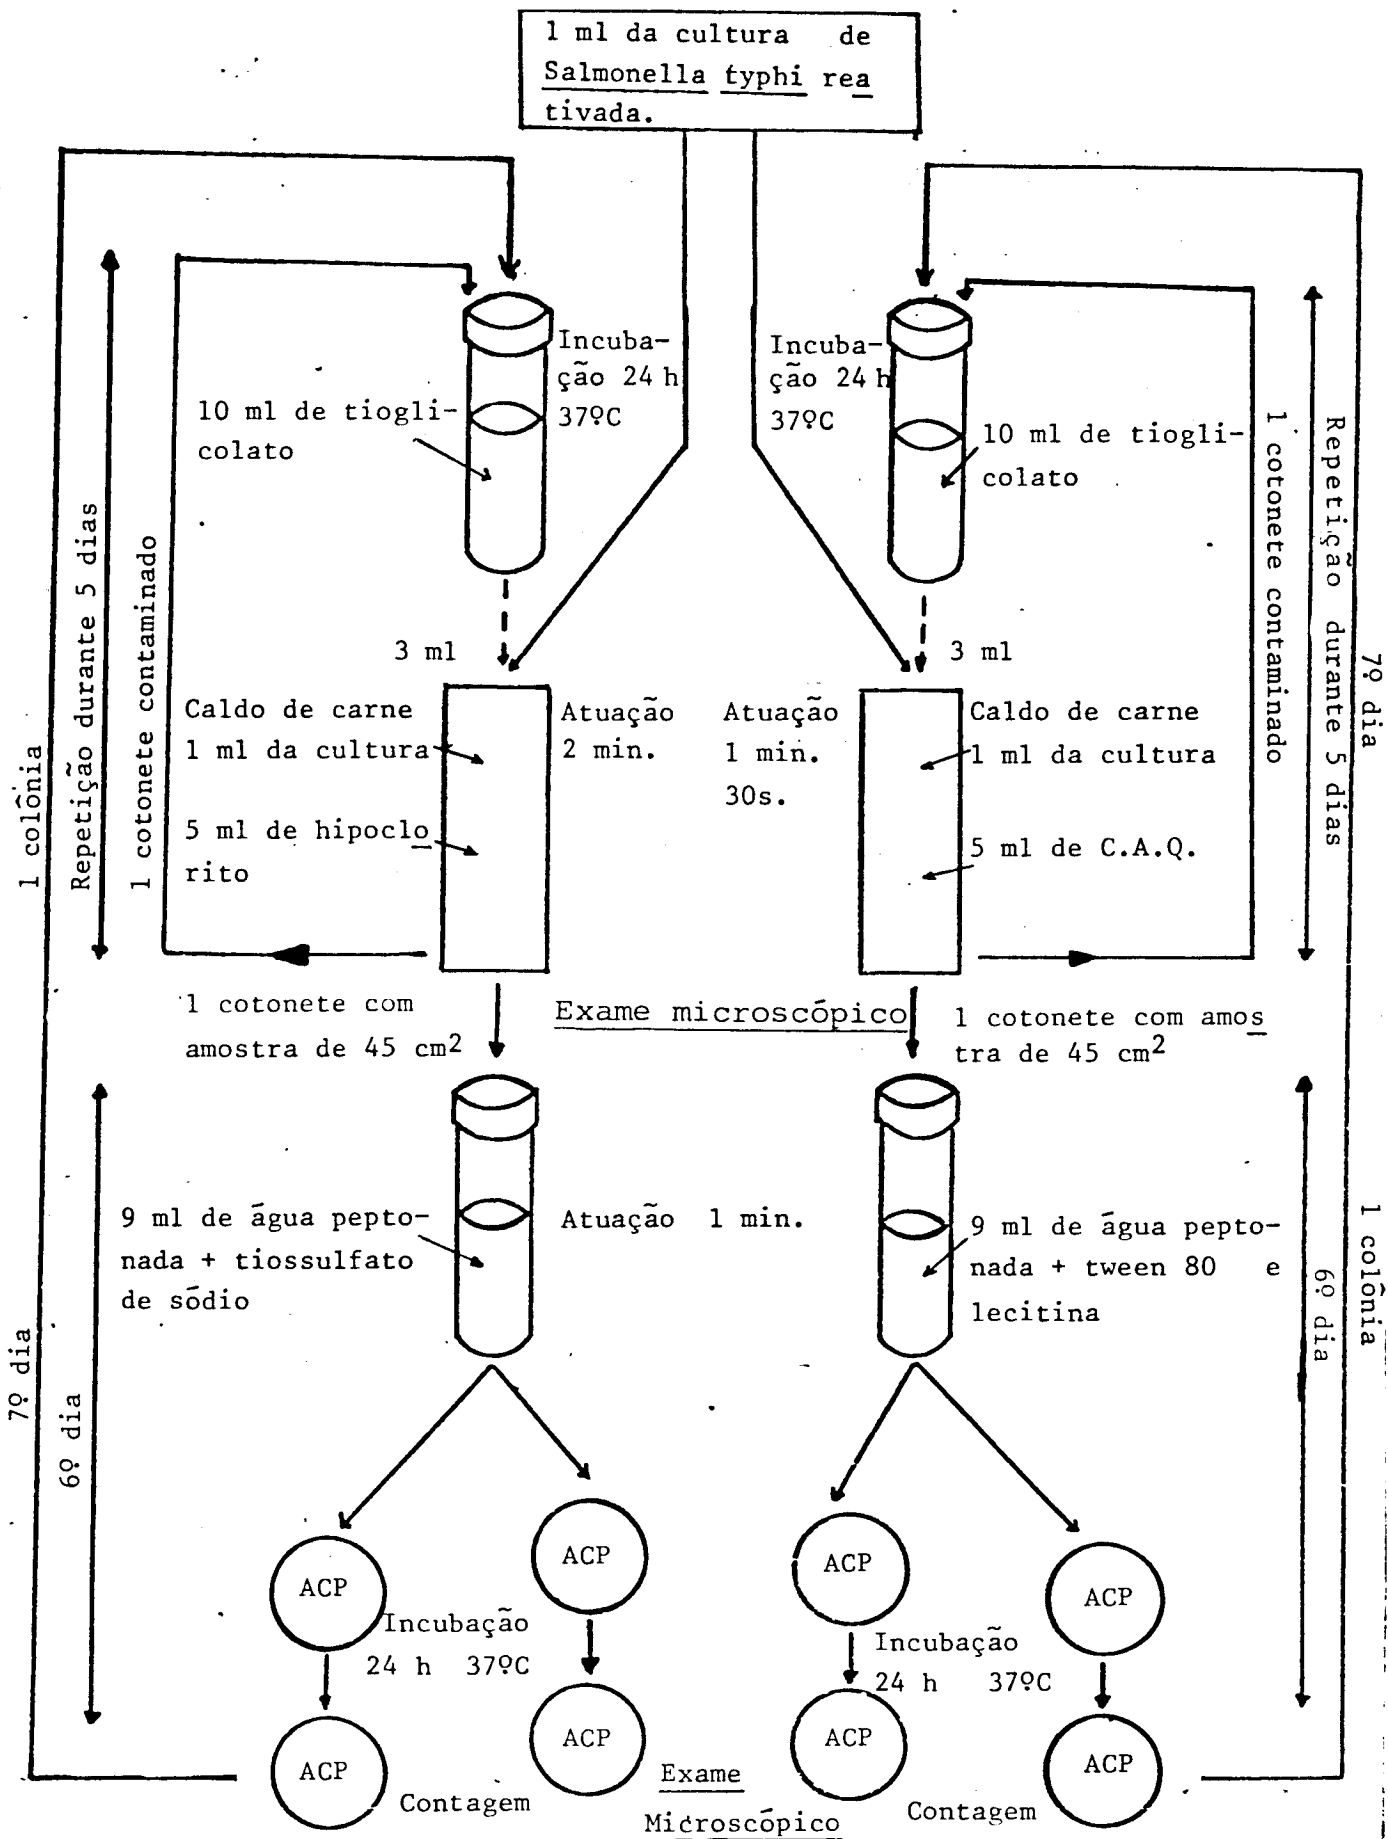 1 ml da cultura de
Salmonella typhi rea
tivada.
Incuba-
ção 24 h
37ºC
10 ml de tiogli-
colato
Incuba-
ção 24 h
37ºC
10 ml de tiogli-
colato
3 ml
3 ml
Caldo de carne
1 ml da cultura
5 ml de hipoclo
rito
Atuação
2 min.
Atuação
1 min.
30s.
Caldo de carne
1 ml da cultura
5 ml de C.A.Q.
1 colônia
Repetição durante 5 dias
1 cotonete contaminado
1 cotonete contaminado
Repetição durante 5 dias
7º dia
1 cotonete com
amostra de 45 cm²
Exame microscópico
1 cotonete com amos
tra de 45 cm²
9 ml de água pepto-
nada + tiossulfato
de sódio
Atuação 1 min.
9 ml de água pepto-
nada + tween 80 e
lecitina
7º dia
6º dia
6º dia
1 colônia
ACP
ACP
ACP
ACP
Incubação
24 h 37ºC
Incubação
24 h 37ºC
ACP
ACP
ACP
ACP
Contagem
Exame
Microscópico
Contagem